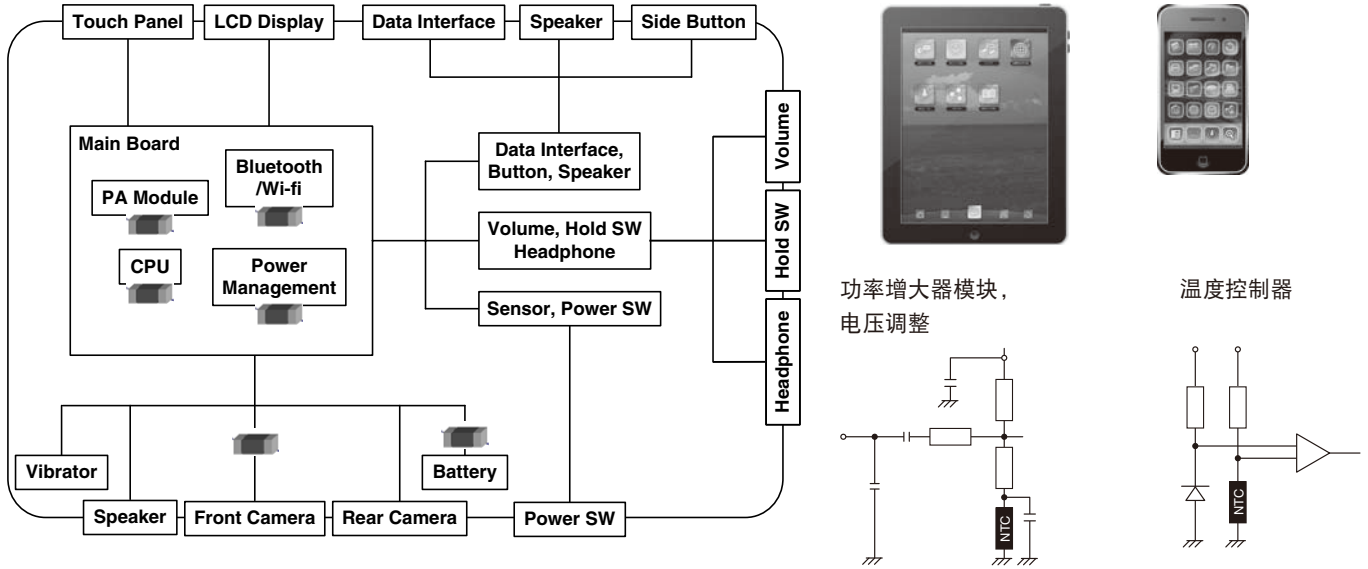 Touch Panel
LCD Display
Data Interface
Speaker
Side Button
Main Board
PA Module
Bluetooth
/Wi-fi
CPU
Power
Management
Data Interface,
Button, Speaker
Volume, Hold SW
Headphone
Sensor, Power SW
Volume
Hold SW
Headphone
Vibrator
Battery
Speaker
Front Camera
Rear Camera
Power SW
功率增大器模块，
电压调整
NTC
温度控制器
NTC